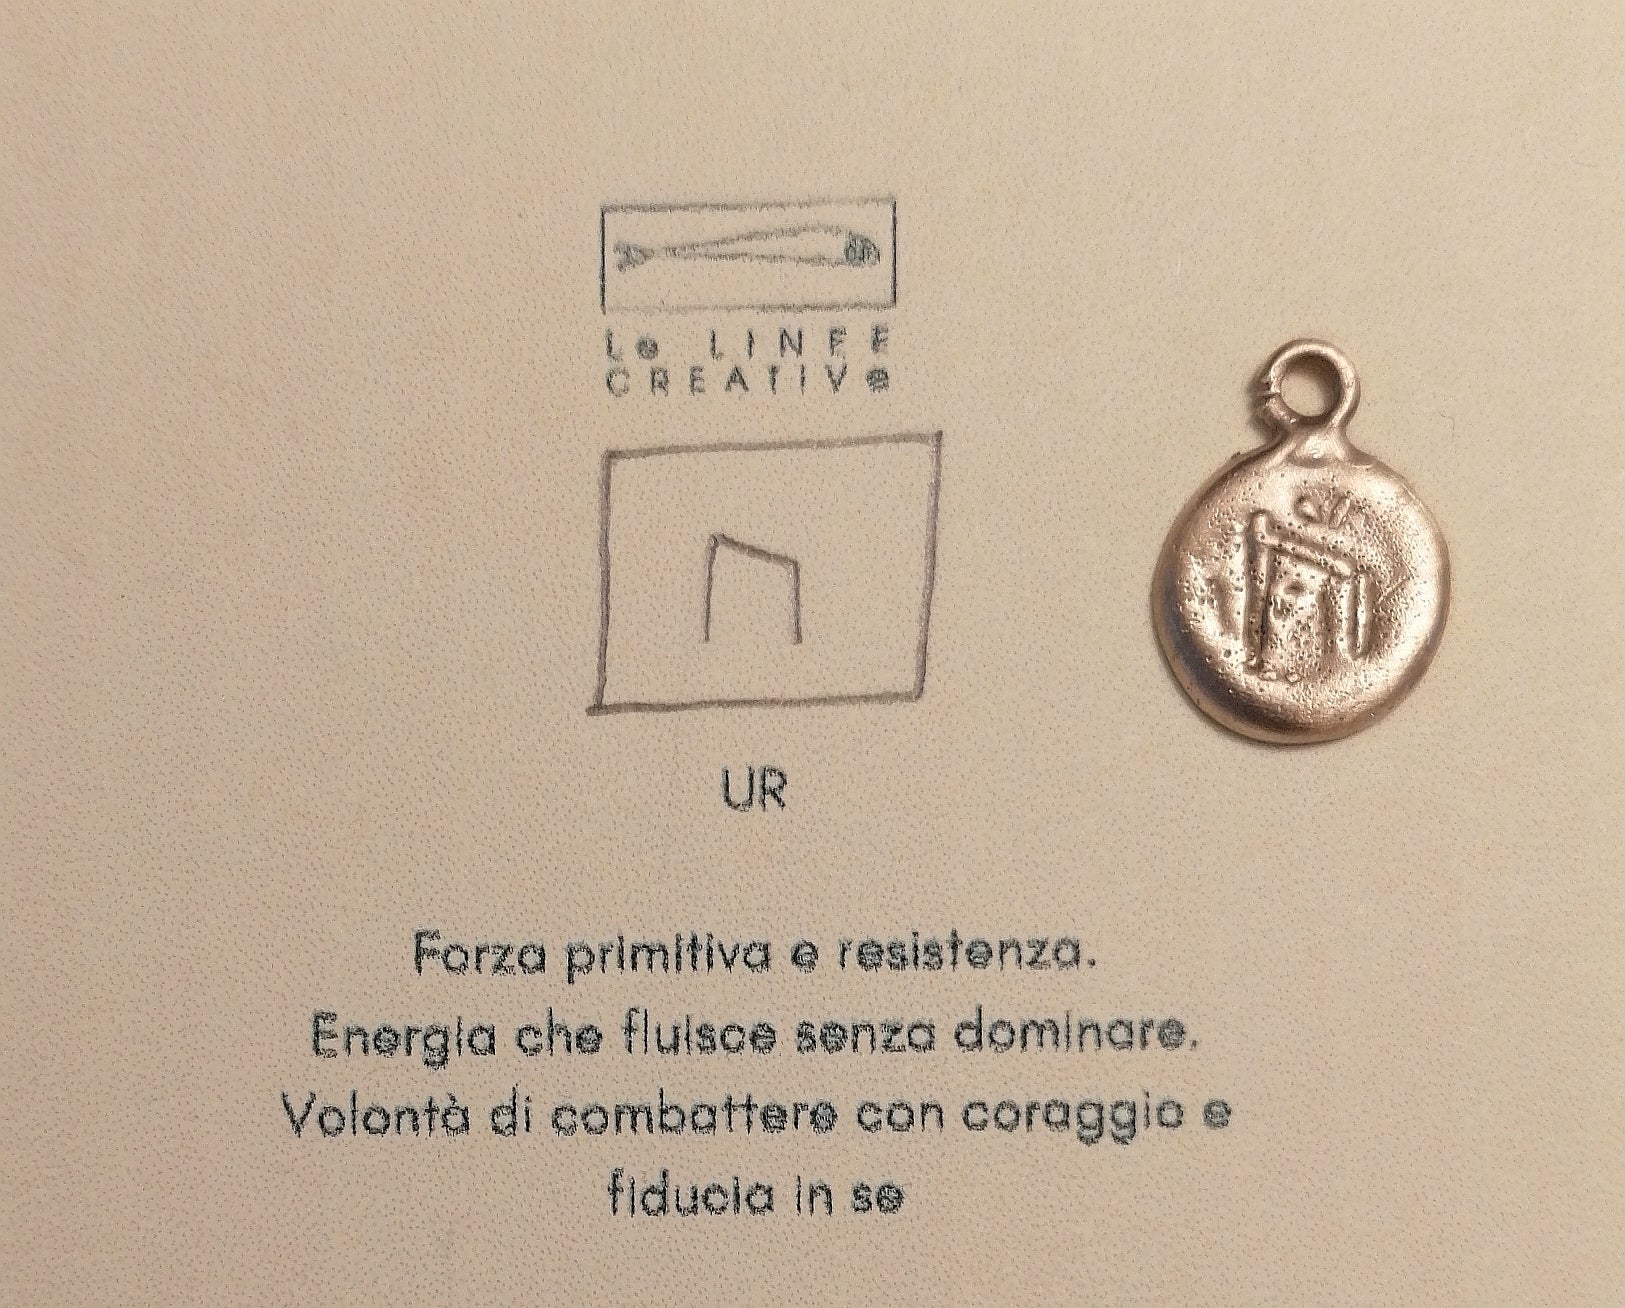 Le LINEE
CREATIVe
UR
Forza primitiva e resistenza.
Energia che fluisce senza dominare.
Volontà di combattere con coraggio e
fiducia in se